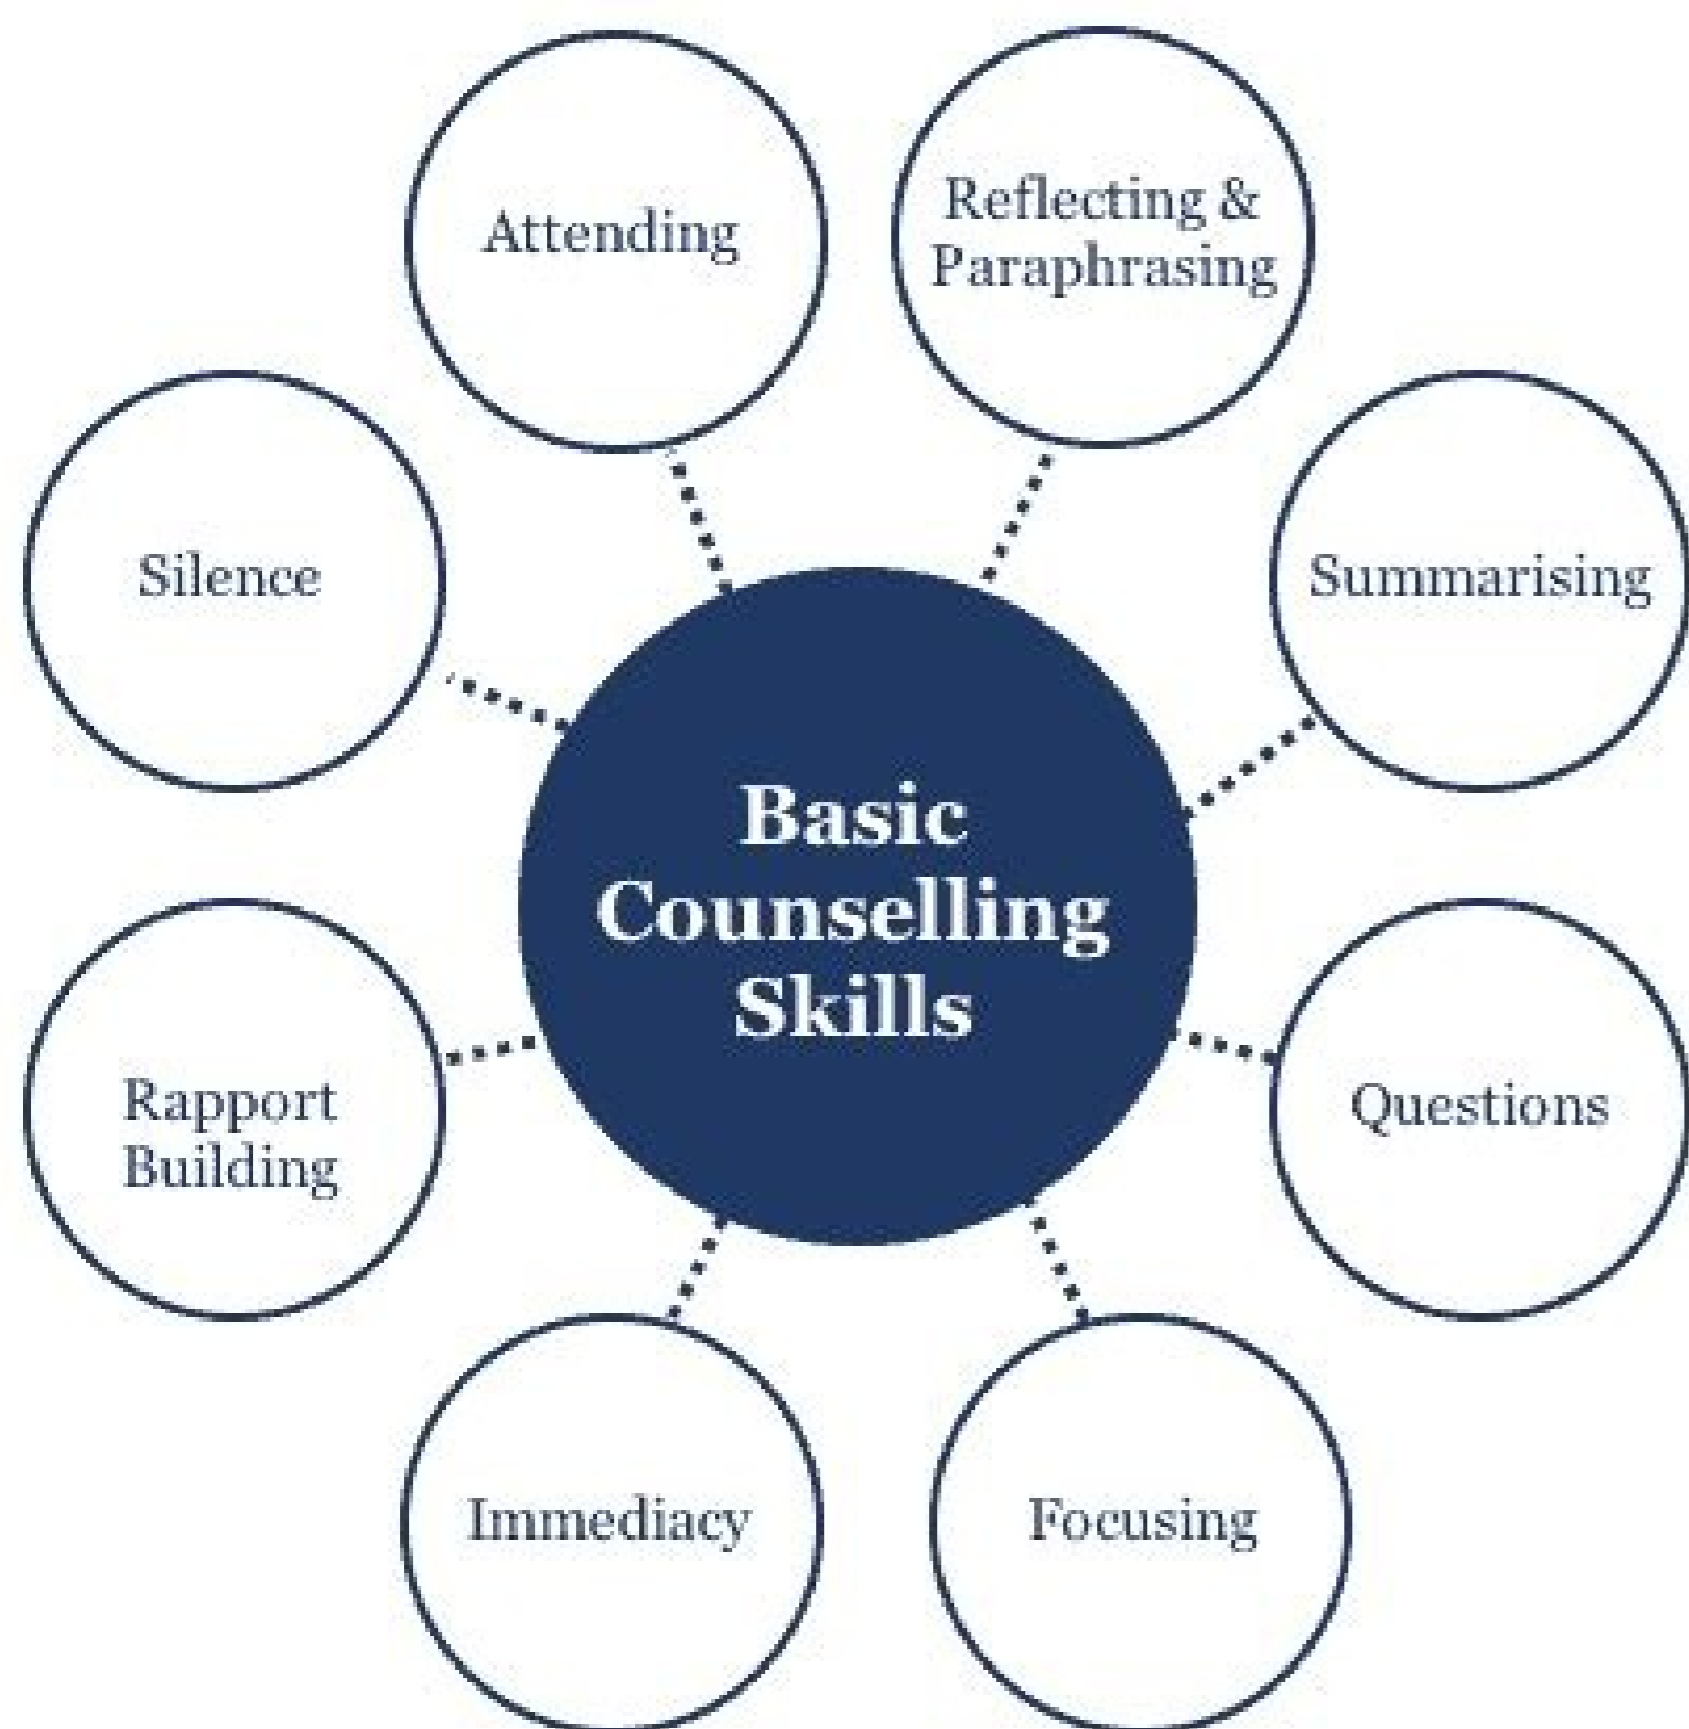 Attending
Reflecting &
Paraphrasing
Silence
Summarising
Basic
Counselling
Skills
Rapport
Building
Questions
Immediacy
Focusing